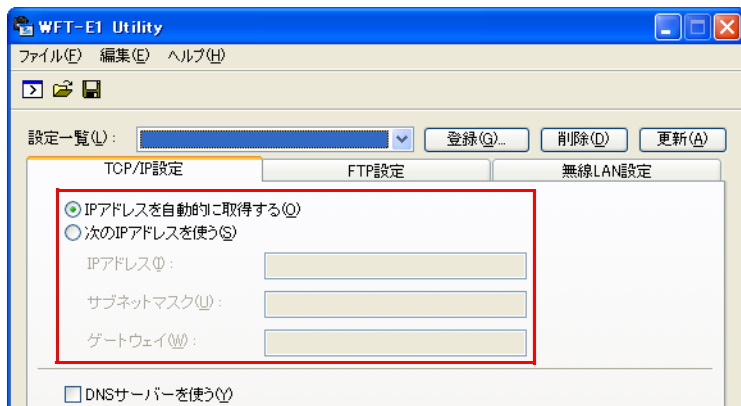 WFT-E1 Utility
ファイル(F) 編集(E) ヘルプ(H)
設定一覧(L): 登録(G)... 削除(D) 更新(A)
TCP/IP設定 FTP設定 無線LAN設定
IPアドレスを自動的に取得する(O)
次のIPアドレスを使う(S)
IPアドレス(I):
サブネットマスク(U):
ゲートウェイ(W):
DNSサーバーを使う(Y)